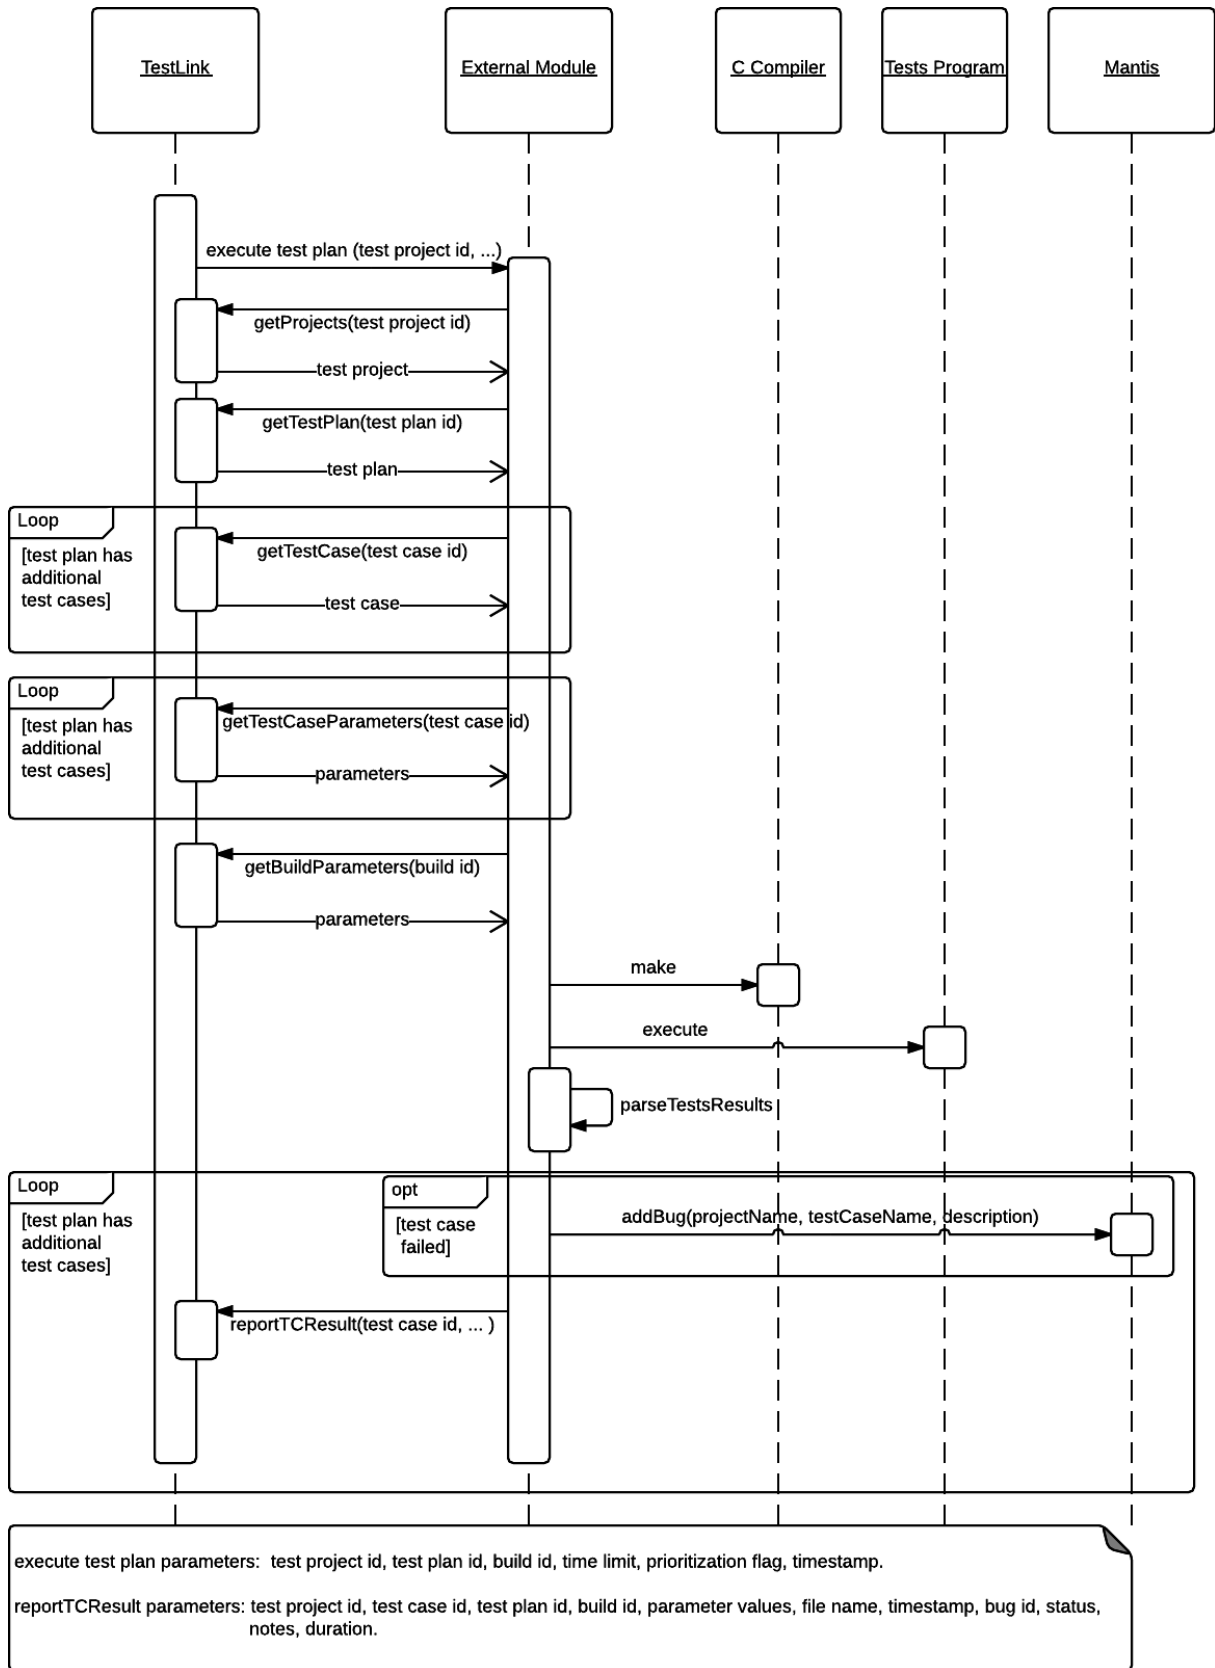 TestLink
External Module
C Compiler
Tests Program
Mantis
execute test plan (test project id, ...)
getProjects(test project id)
test project
getTestPlan(test plan id)
test plan
Loop
[test plan has
additional
test cases]
getTestCase(test case id)
test case
Loop
[test plan has
additional
test cases]
getTestCaseParameters(test case id)
parameters
getBuildParameters(build id)
parameters
make
execute
parseTestsResults
Loop
[test plan has
additional
test cases]
opt
[test case
failed]
addBug(projectName, testCaseName, description)
reportTCResult(test case id, ... )
execute test plan parameters: test project id, test plan id, build id, time limit, prioritization flag, timestamp.
reportTCResult parameters: test project id, test case id, test plan id, build id, parameter values, file name, timestamp, bug id, status,
notes, duration.